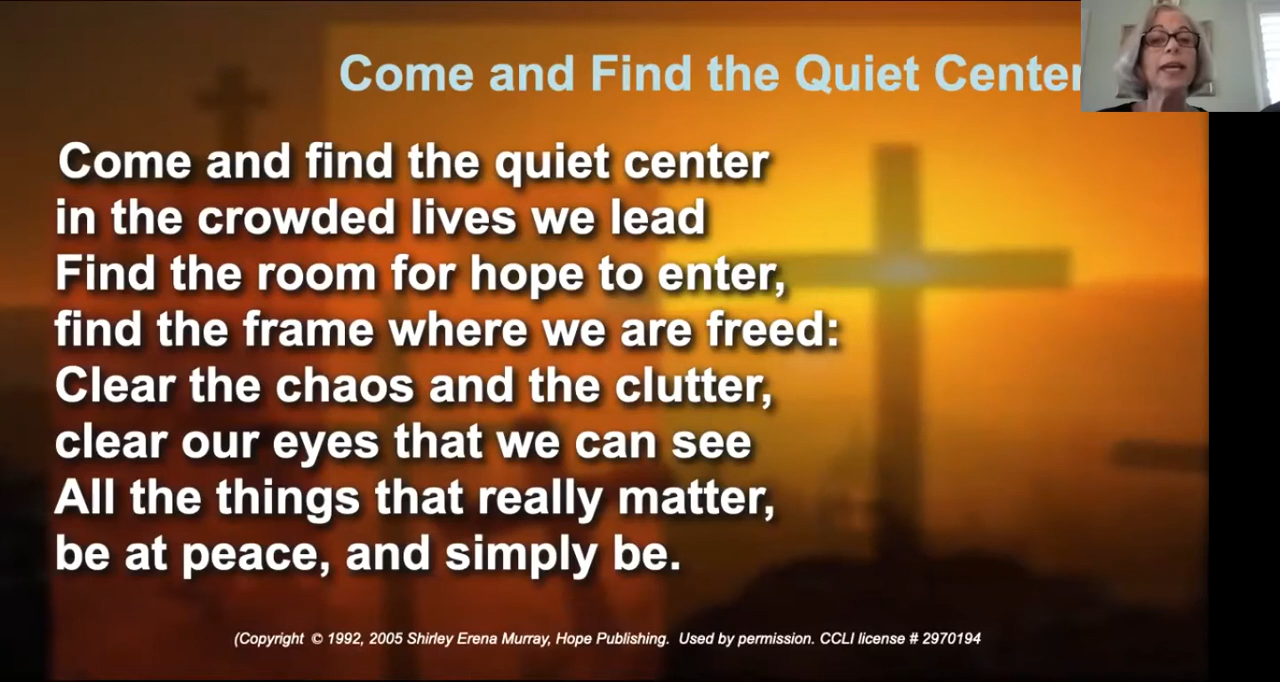 Come and Find the Quiet Center
Come and find the quiet center
in the crowded lives we lead
Find the room for hope to enter,
find the frame where we are freed:
Clear the chaos and the clutter,
clear our eyes that we can see
All the things that really matter,
be at peace, and simply be.
(Copyright © 1992, 2005 Shirley Erena Murray, Hope Publishing. Used by permission. CCLI license # 2970194